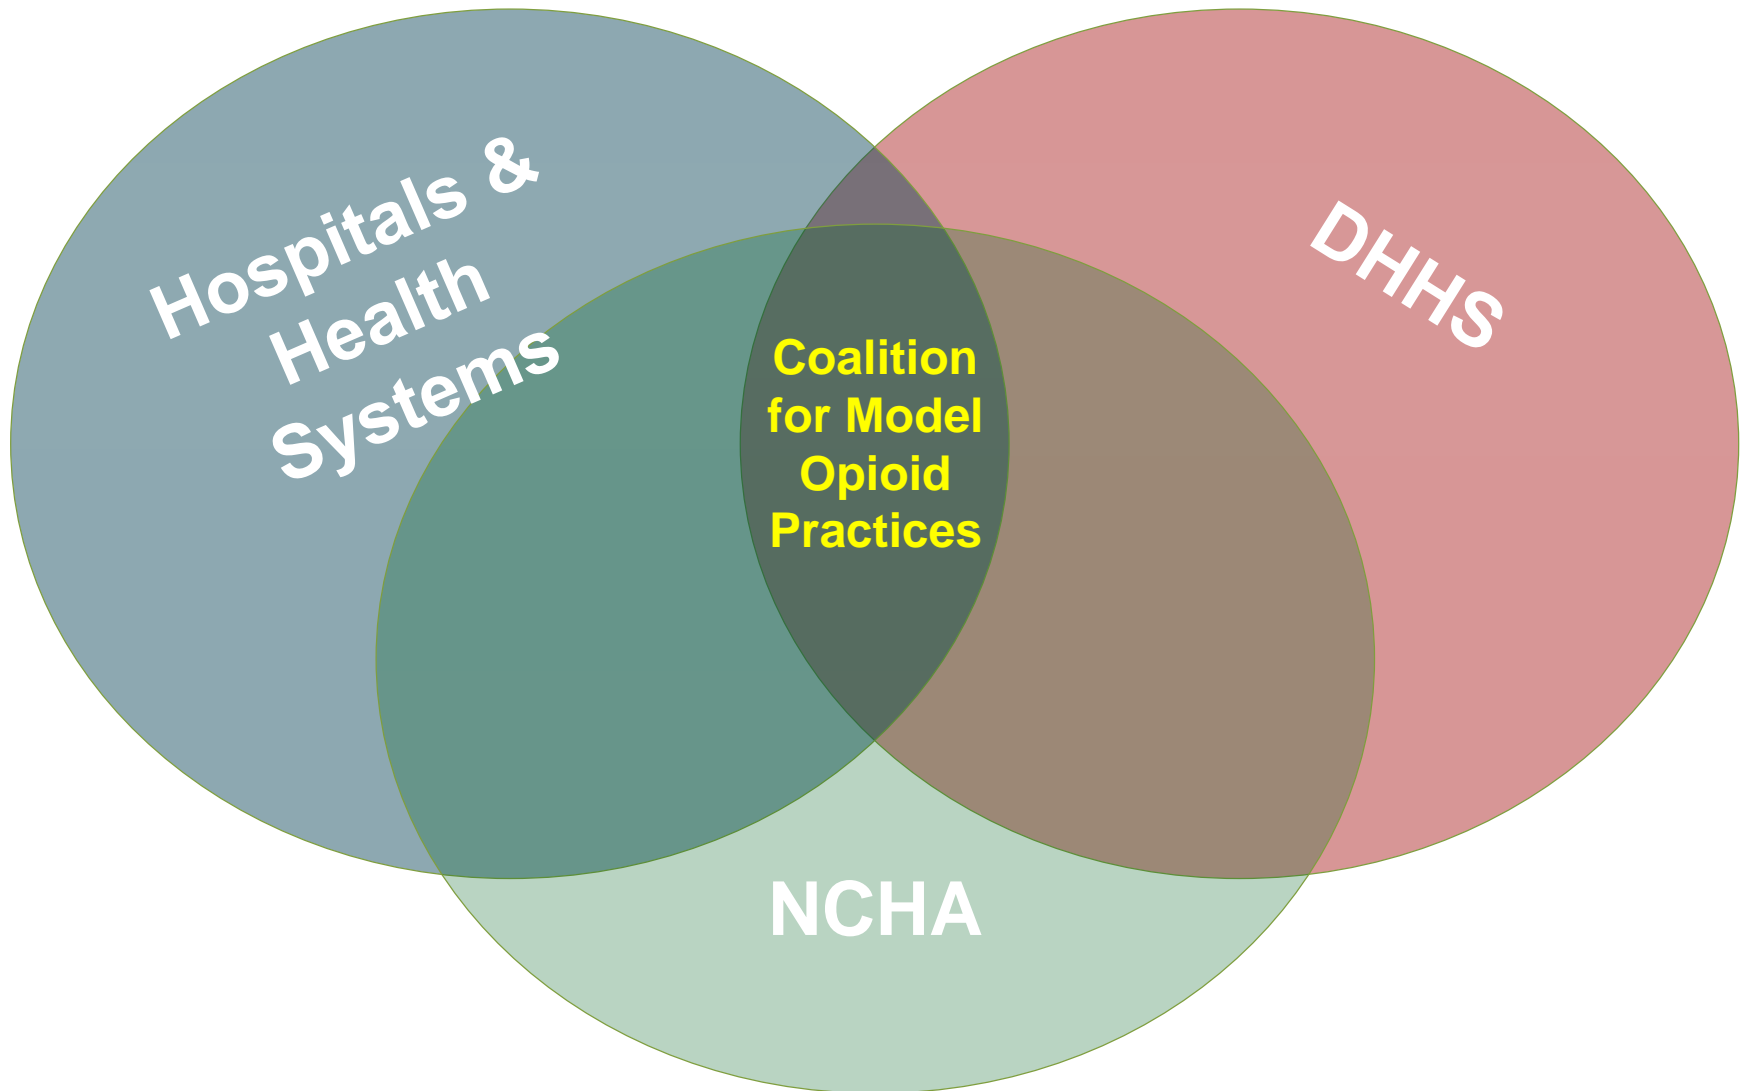 Hospitals &
Health
Systems
DHHS
Coalition
for Model
Opioid
Practices
NCHA